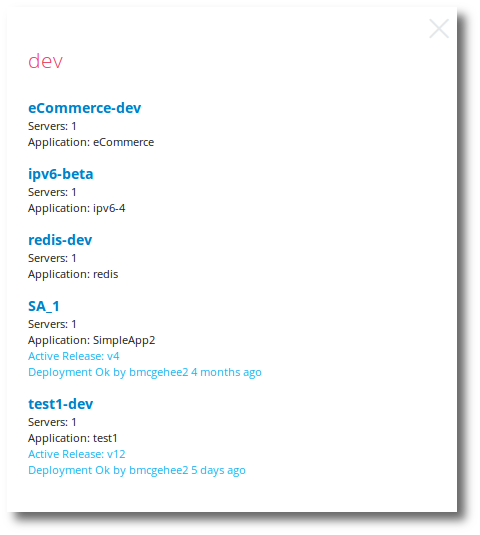 dev
eCommerce-dev
Servers: 1
Application: eCommerce
ipv6-beta
Servers: 1
Application: ipv6-4
redis-dev
Servers: 1
Application: redis
SA_1
Servers: 1
Application: SimpleApp2
Active Release: v4
Deployment Ok by bmcgehee2 4 months ago
test1-dev
Servers: 1
Application: test1
Active Release: v12
Deployment Ok by bmcgehee2 5 days ago